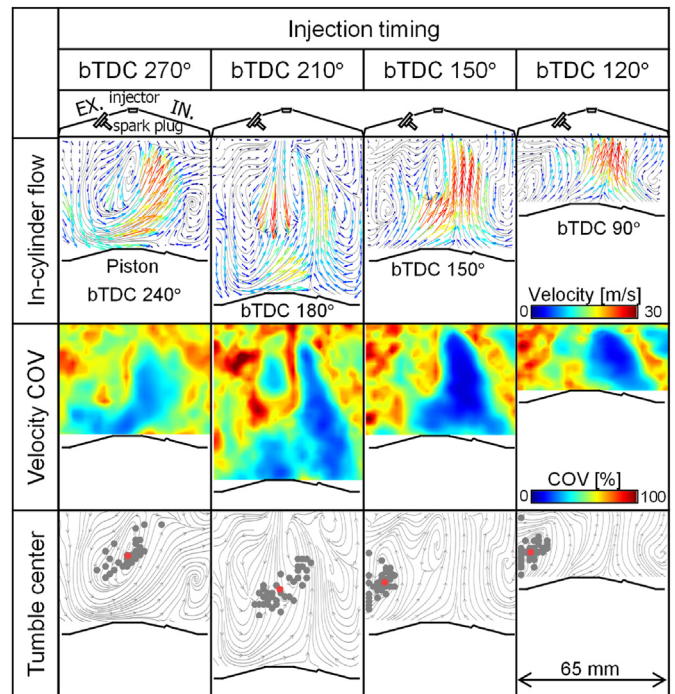 Injection timing
bTDC 270° bTDC 210° bTDC 150° bTDC 120°
EX. injector IN.
spark plug
In-cylinder flow
Piston
bTDC 240°
bTDC 180°
bTDC 150°
bTDC 90°
Velocity [m/s]
0 30
Velocity COV
COV [%]
0 100
Tumble center
65 mm